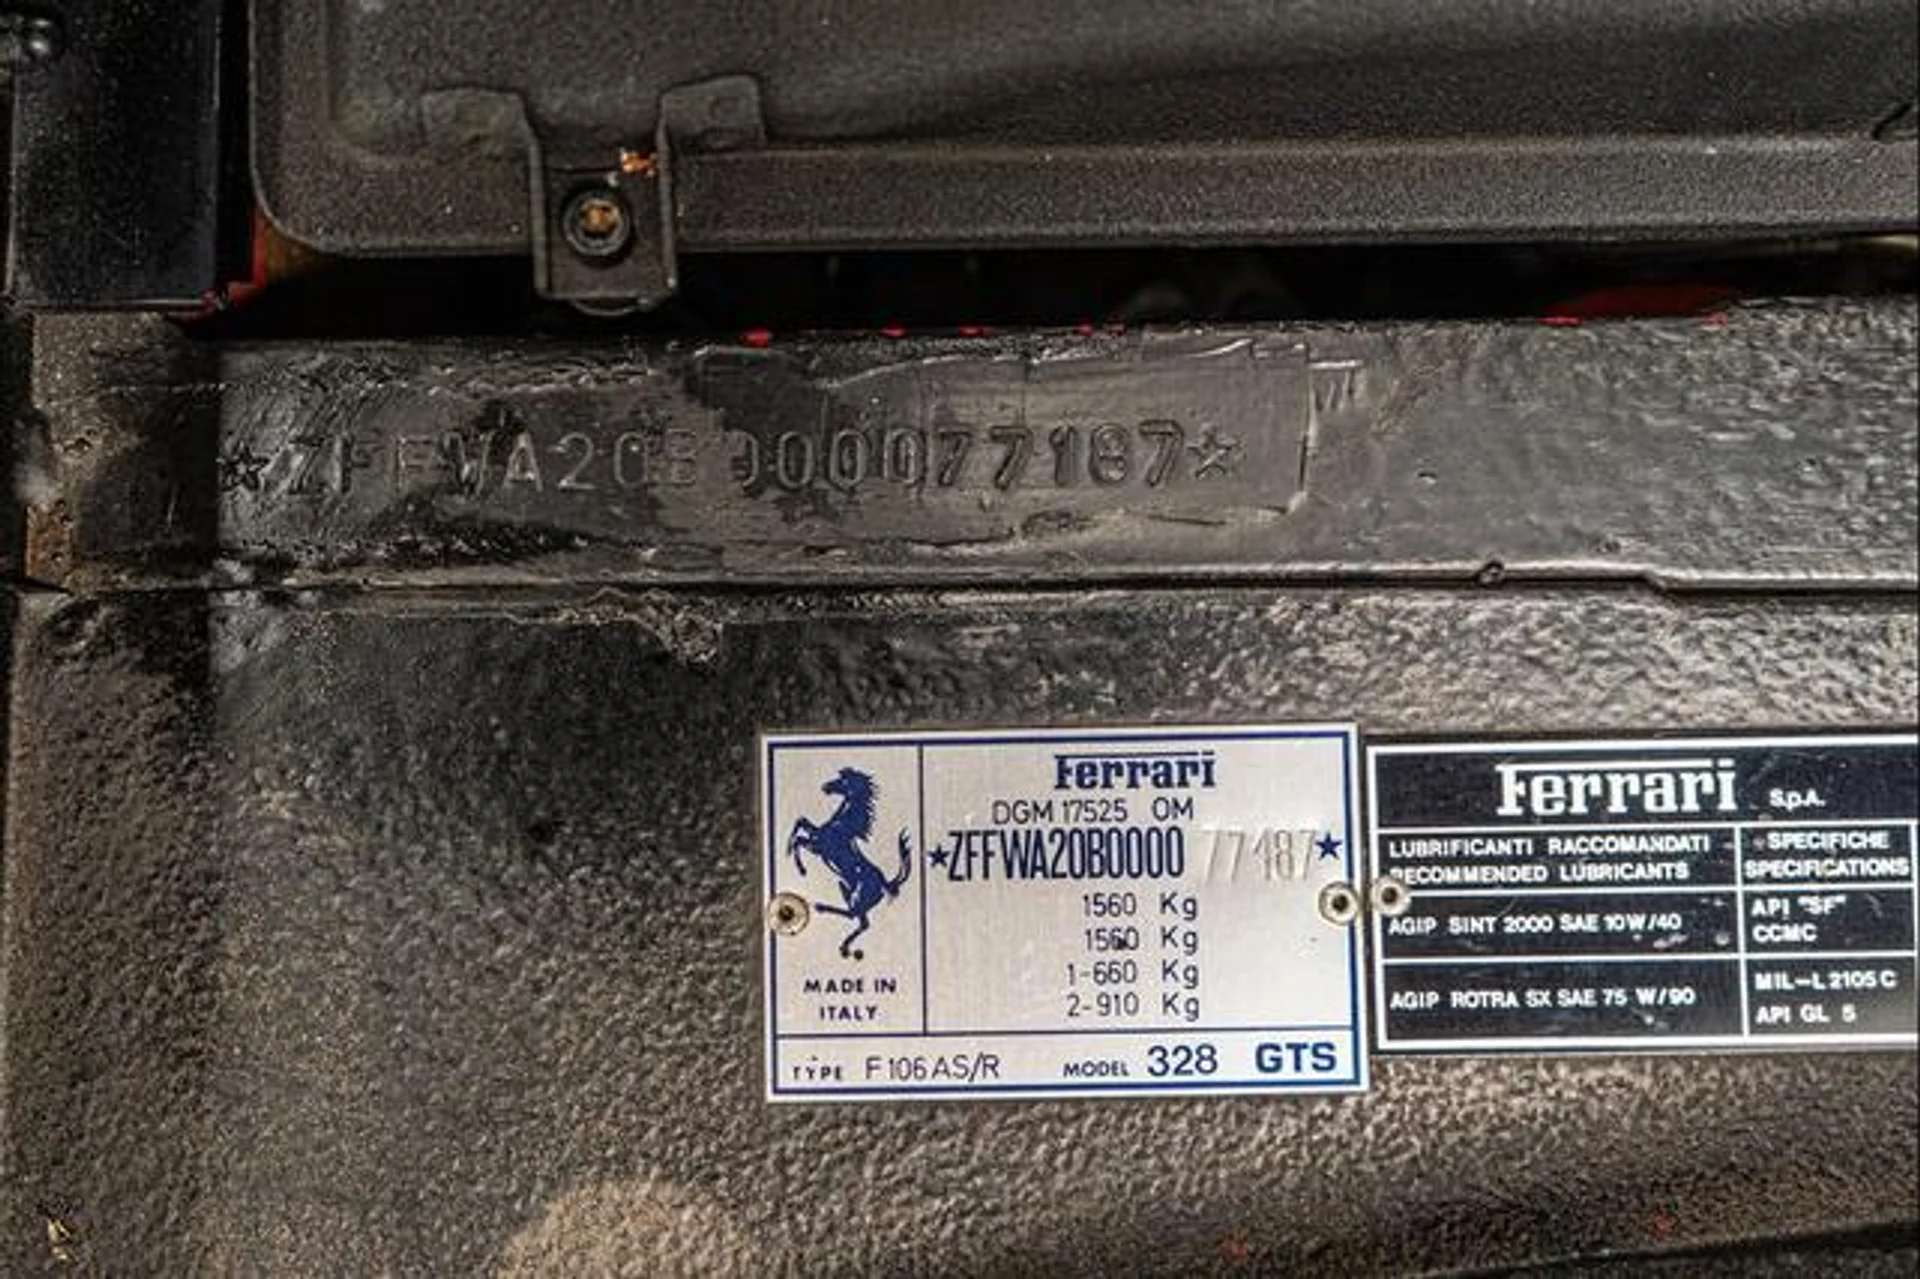 ★ZFFWA20B000077187★
Ferrari
DGM 17525 OM
★ZFFWA20B0000 77187★
1560 Kg
1560 Kg
1-660 Kg
2-910 Kg
MADE IN
ITALY
TYPE F106AS/R MODEL 328 GTS
Ferrari S.p.A.
LUBRIFICANTI RACCOMANDATI
RECOMMENDED LUBRICANTS
SPECIFICHE
SPECIFICATIONS
AGIP SINT 2000 SAE 10W/40
API "SF"
CCMC
AGIP ROTRA SX SAE 75 W/90
MIL-L 2105 C
API GL 5